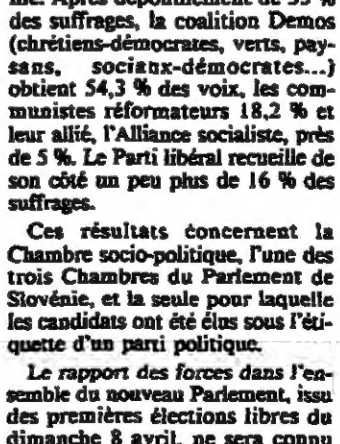 me. Après dépouillement de 55 %
des suffrages, la coalition Demos
(chrétiens-démocrates, verts, pay-
sans, sociaux-démocrates...)
obtient 54,3 % des voix, les com-
munistes réformateurs 18,2 % et
leur allié, l'Alliance socialiste, près
de 5 %. Le Parti libéral recueille de
son côté un peu plus de 16 % des
suffrages.
Ces résultats concernent la
Chambre socio-politique, l'une des
trois Chambres du Parlement de
Slovénie, et la seule pour laquelle
les candidats ont été élus sous l'éti-
quette d'un parti politique.
Le rapport des forces dans l'en-
semble du nouveau Parlement, issu
des premières élections libres du
dimanche 8 avril, ne sera connu